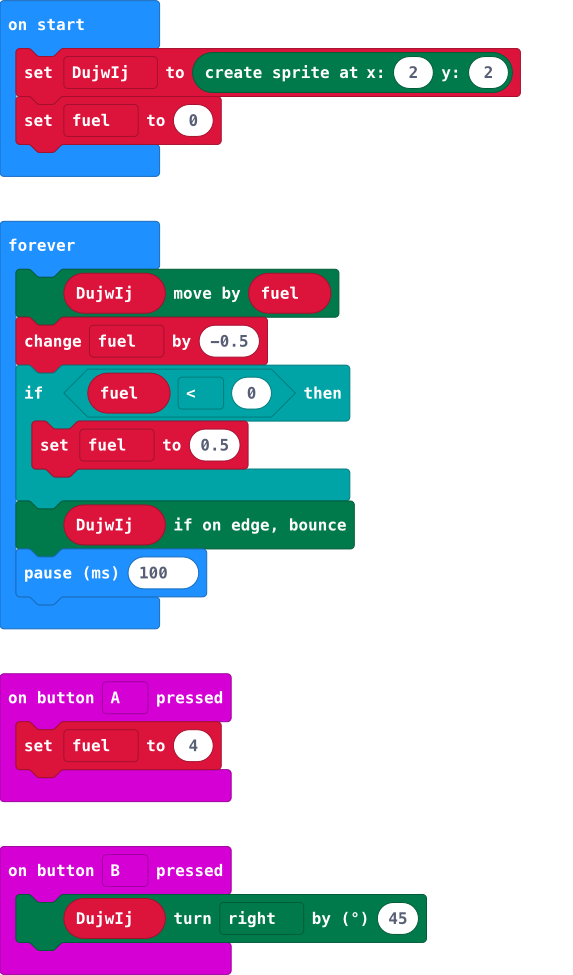 on start
set DujwIj to create sprite at x: 2 y: 2
set fuel to 0
forever
DujwIj move by fuel
change fuel by −0.5
if fuel < 0 then
set fuel to 0.5
DujwIj if on edge, bounce
pause (ms) 100
on button A pressed
set fuel to 4
on button B pressed
DujwIj turn right by (°) 45